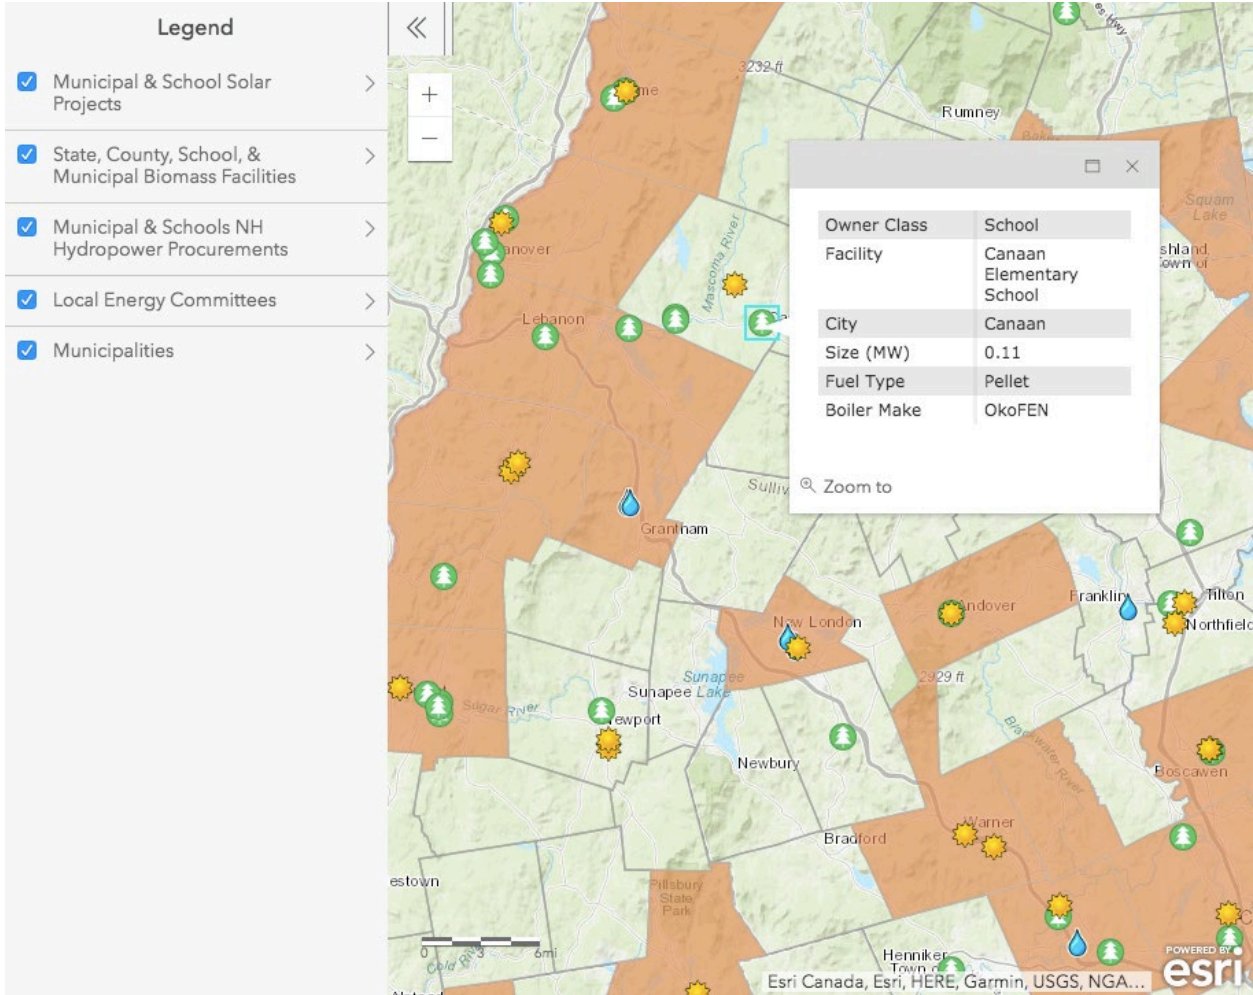 Legend
Municipal & School Solar
Projects
State, County, School, &
Municipal Biomass Facilities
Municipal & Schools NH
Hydropower Procurements
Local Energy Committees
Municipalities
+
−
3232 ft
Rumney
Squam
Lake
Mascoma River
Lebanon
Owner Class School
Facility Canaan
Elementary
School
City Canaan
Size (MW) 0.11
Fuel Type Pellet
Boiler Make OkoFEN
Zoom to
Grantham
New London
Andover
Tilton
Northfield
2929 ft
Sunapee
Lake
Sunapee
Sugar River
Newbury
Blackwater River
Boscawen
Warner
Bradford
estown
Pillsbury
State
Park
0 3 6mi
Cold
Henniker
Town
Esri Canada, Esri, HERE, Garmin, USGS, NGA...
POWERED BY
esri